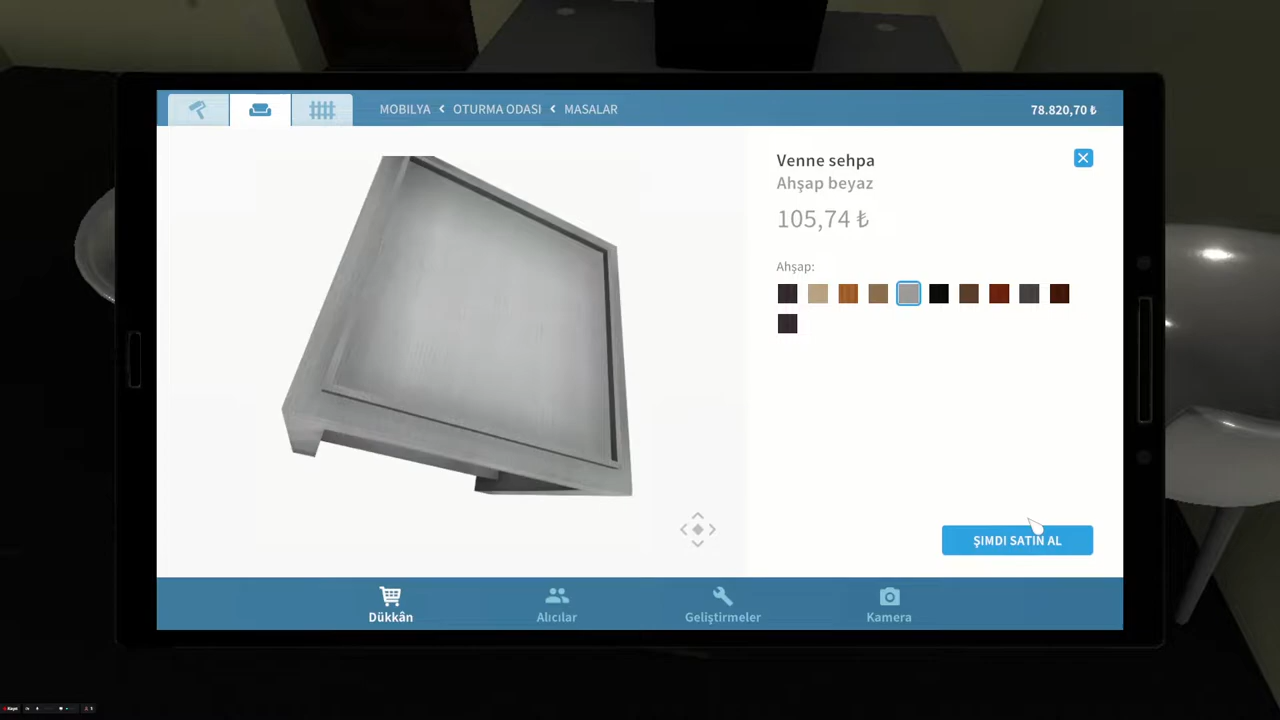 MOBILYA < OTURMA ODASI < MASALAR
78.820,70 ₺
Venne sehpa
Ahşap beyaz
105,74 ₺
Ahşap:
ŞIMDI SATIN AL
Dükkân
Alıcılar
Geliştirmeler
Kamera